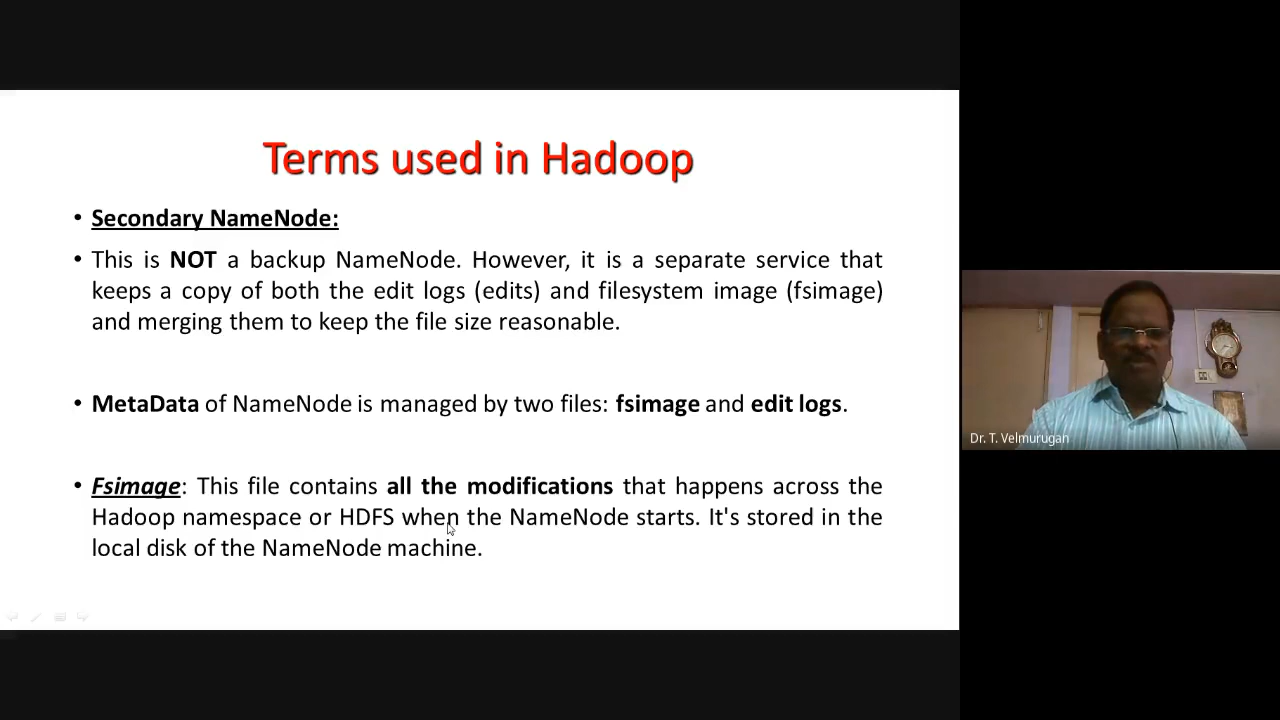 Terms used in Hadoop
• Secondary NameNode:
• This is NOT a backup NameNode. However, it is a separate service that
keeps a copy of both the edit logs (edits) and filesystem image (fsimage)
and merging them to keep the file size reasonable.
• MetaData of NameNode is managed by two files: fsimage and edit logs.
• Fsimage: This file contains all the modifications that happens across the
Hadoop namespace or HDFS when the NameNode starts. It's stored in the
local disk of the NameNode machine.
Dr. T. Velmurugan